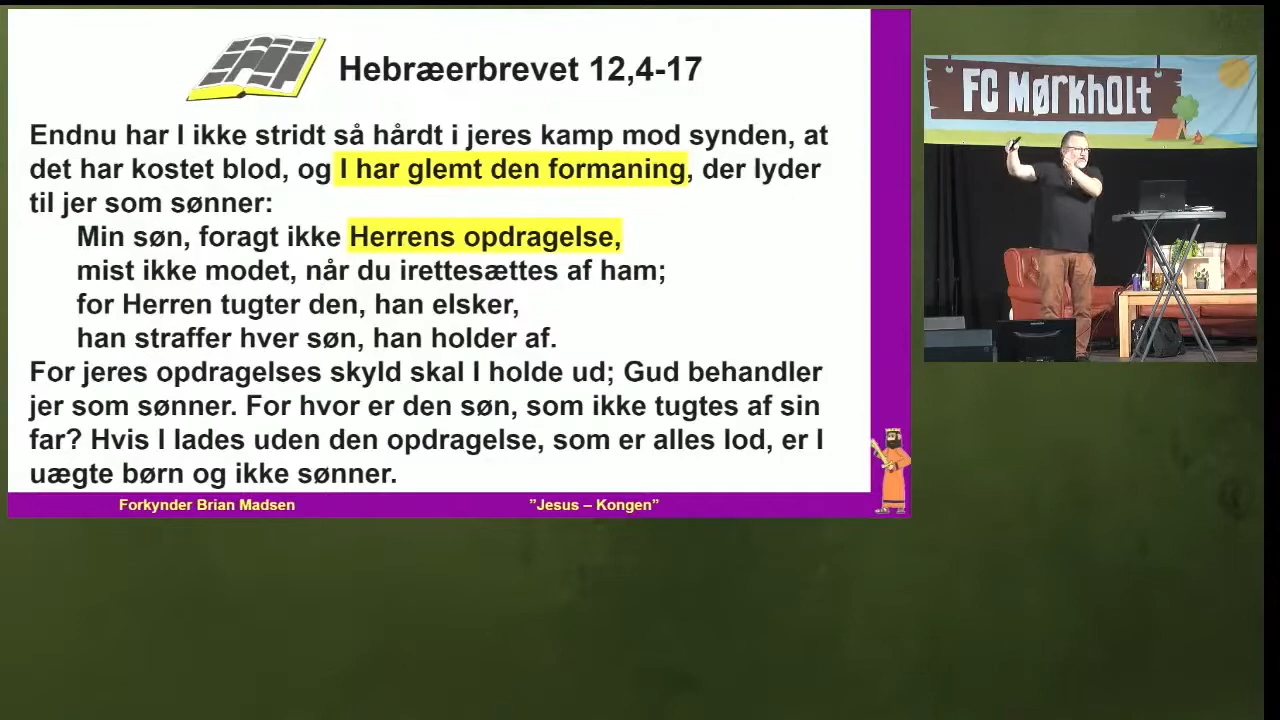 Hebræerbrevet 12,4-17
Endnu har I ikke stridt så hårdt i jeres kamp mod synden, at
det har kostet blod, og I har glemt den formaning, der lyder
til jer som sønner:
Min søn, foragt ikke Herrens opdragelse,
mist ikke modet, når du irettesættes af ham;
for Herren tugter den, han elsker,
han straffer hver søn, han holder af.
For jeres opdragelses skyld skal I holde ud; Gud behandler
jer som sønner. For hvor er den søn, som ikke tugtes af sin
far? Hvis I lades uden den opdragelse, som er alles lod, er I
uægte børn og ikke sønner.
Forkynder Brian Madsen
”Jesus – Kongen”
FC Mørkholt